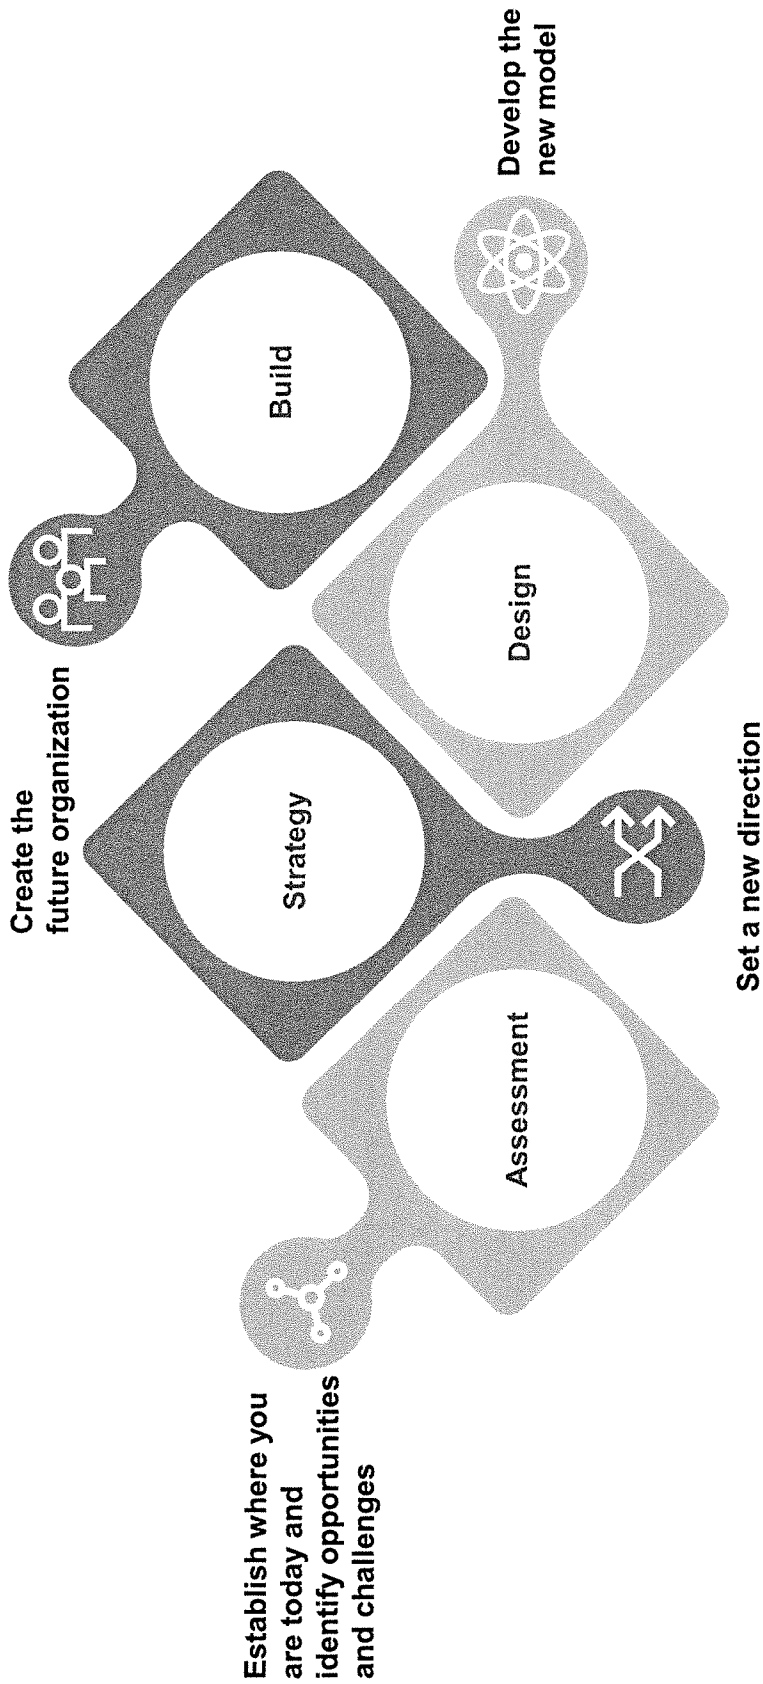 Establish where you
are today and
identify opportunities
and challenges
Assessment
Strategy
Set a new direction
Design
Develop the
new model
Create the
future organization
Build